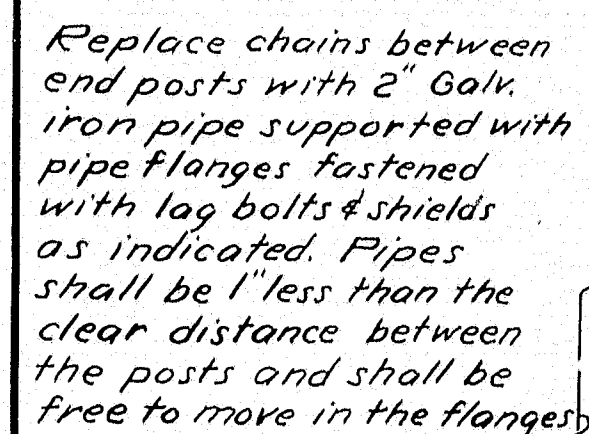 Replace chains between
end posts with 2" Galv.
iron pipe supported with
pipe flanges fastened
with lag bolts & shields
as indicated. Pipes
shall be 1" less than the
clear distance between
the posts and shall be
free to move in the flanges